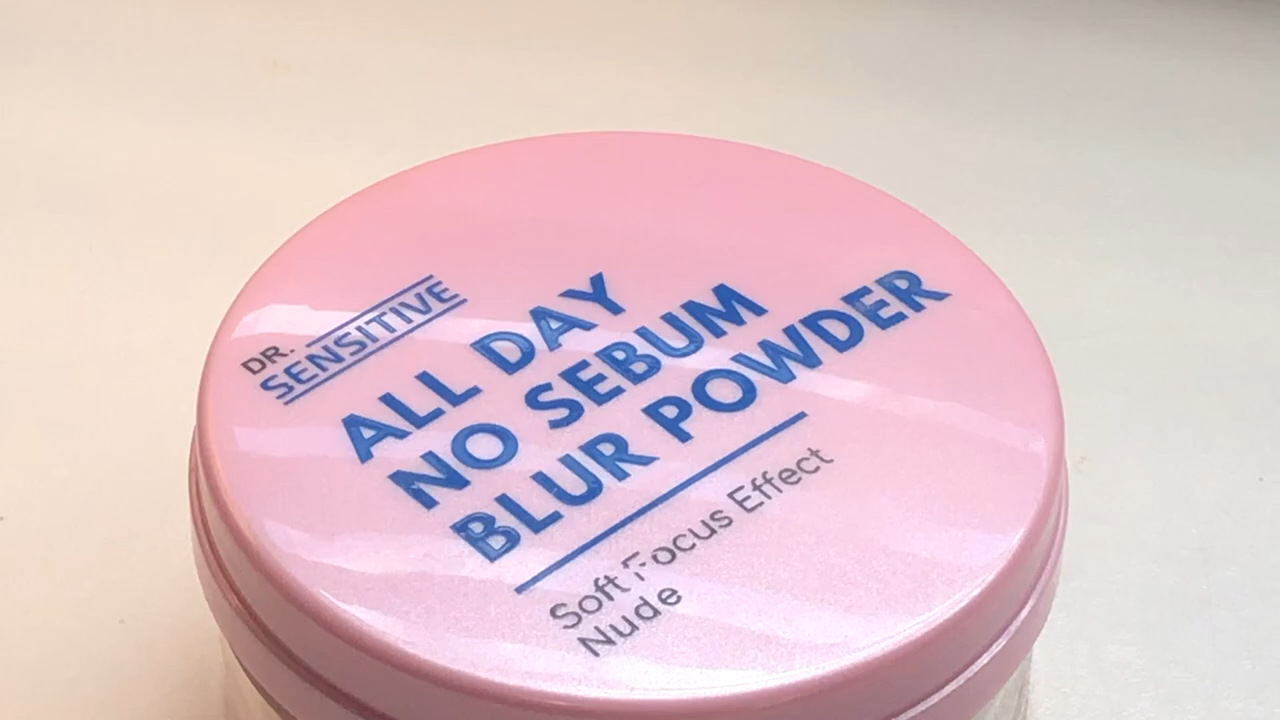 DR.
SENSITIVE
ALL DAY
NO SEBUM
BLUR POWDER
Soft Focus Effect
Nude